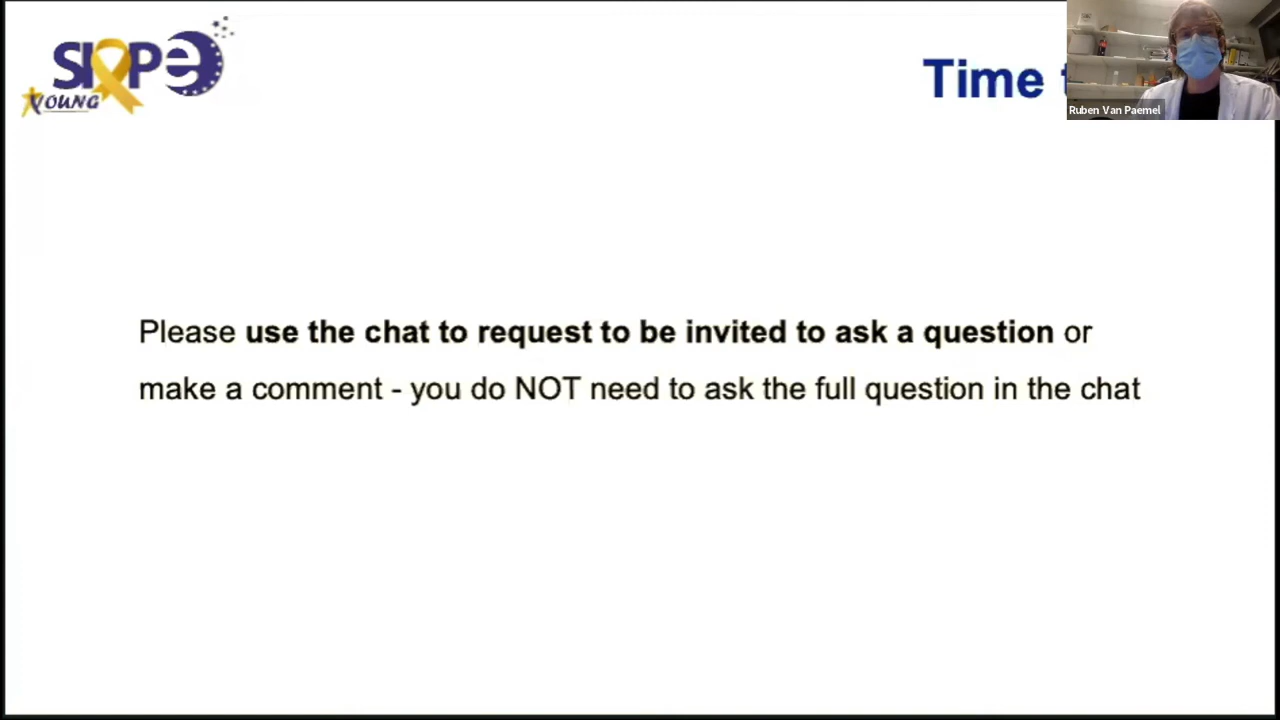 SIOPe
YOUNG
Time
Ruben Van Paemel
Please use the chat to request to be invited to ask a question or
make a comment - you do NOT need to ask the full question in the chat